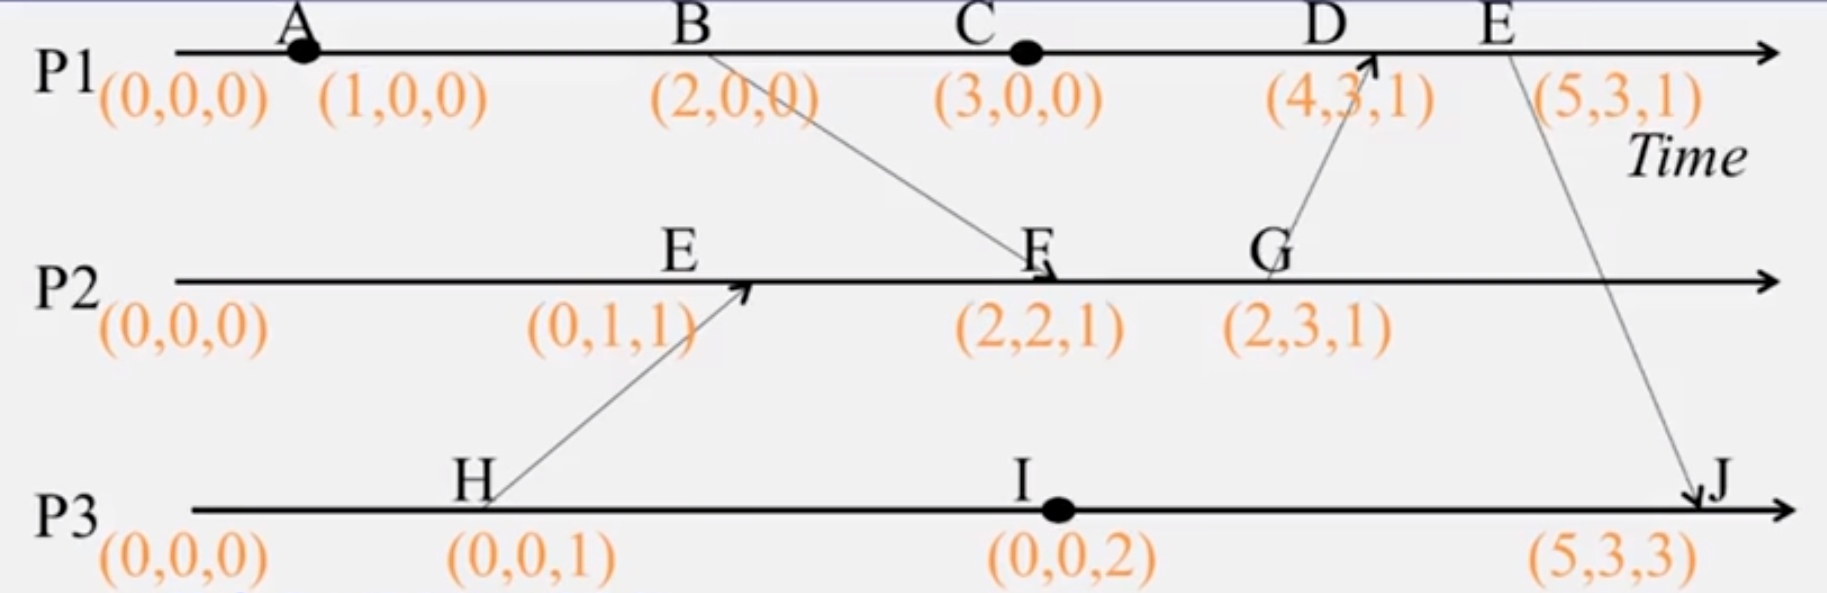 A B C D E
P1 (0,0,0) (1,0,0) (2,0,0) (3,0,0) (4,3,1) (5,3,1)
Time
E F G
P2 (0,0,0) (0,1,1) (2,2,1) (2,3,1)
H I J
P3 (0,0,0) (0,0,1) (0,0,2) (5,3,3)